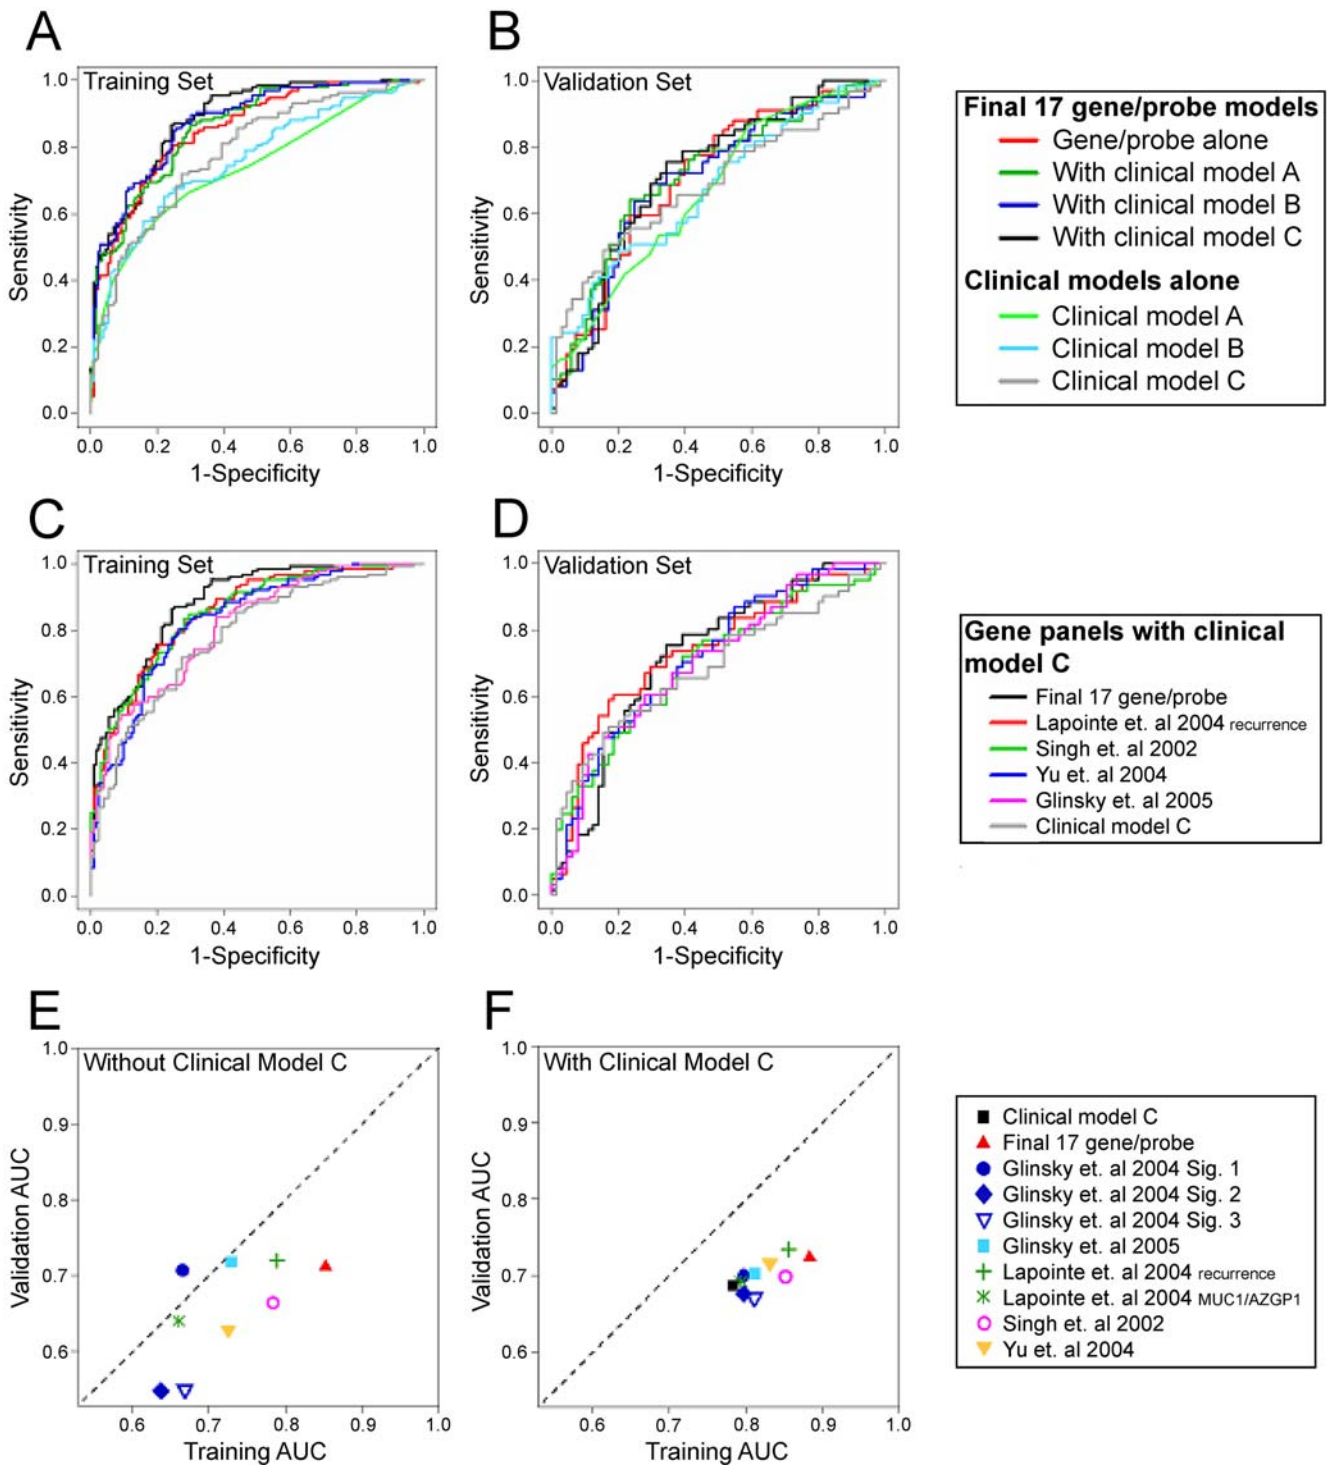 A
B
Training Set
Validation Set
Sensitivity
1.0
0.8
0.6
0.4
0.2
0.0
0.0 0.2 0.4 0.6 0.8 1.0
1-Specificity
Sensitivity
1.0
0.8
0.6
0.4
0.2
0.0
0.0 0.2 0.4 0.6 0.8 1.0
1-Specificity
Final 17 gene/probe models
Gene/probe alone
With clinical model A
With clinical model B
With clinical model C
Clinical models alone
Clinical model A
Clinical model B
Clinical model C
C
D
Training Set
Validation Set
Sensitivity
1.0
0.8
0.6
0.4
0.2
0.0
0.0 0.2 0.4 0.6 0.8 1.0
1-Specificity
Sensitivity
1.0
0.8
0.6
0.4
0.2
0.0
0.0 0.2 0.4 0.6 0.8 1.0
1-Specificity
Gene panels with clinical
model C
Final 17 gene/probe
Lapointe et. al 2004 recurrence
Singh et. al 2002
Yu et. al 2004
Glinsky et. al 2005
Clinical model C
E
F
Without Clinical Model C
With Clinical Model C
Validation AUC
1.0
0.9
0.8
0.7
0.6
0.6 0.7 0.8 0.9 1.0
Training AUC
Validation AUC
1.0
0.9
0.8
0.7
0.6
0.6 0.7 0.8 0.9 1.0
Training AUC
Clinical model C
Final 17 gene/probe
Glinsky et. al 2004 Sig. 1
Glinsky et. al 2004 Sig. 2
Glinsky et. al 2004 Sig. 3
Glinsky et. al 2005
Lapointe et. al 2004 recurrence
Lapointe et. al 2004 MUC1/AZGP1
Singh et. al 2002
Yu et. al 2004